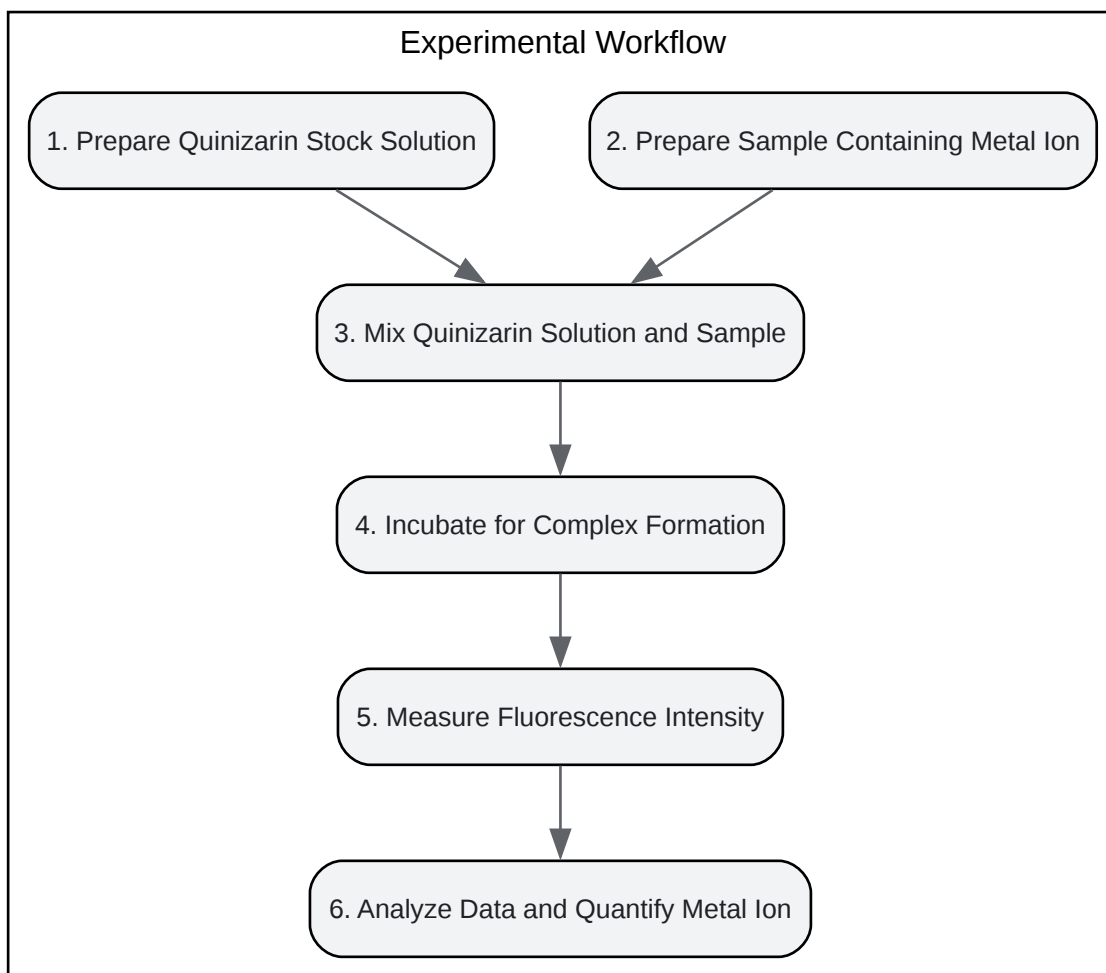 Experimental Workflow
1. Prepare Quinizarin Stock Solution
2. Prepare Sample Containing Metal Ion
3. Mix Quinizarin Solution and Sample
4. Incubate for Complex Formation
5. Measure Fluorescence Intensity
6. Analyze Data and Quantify Metal Ion